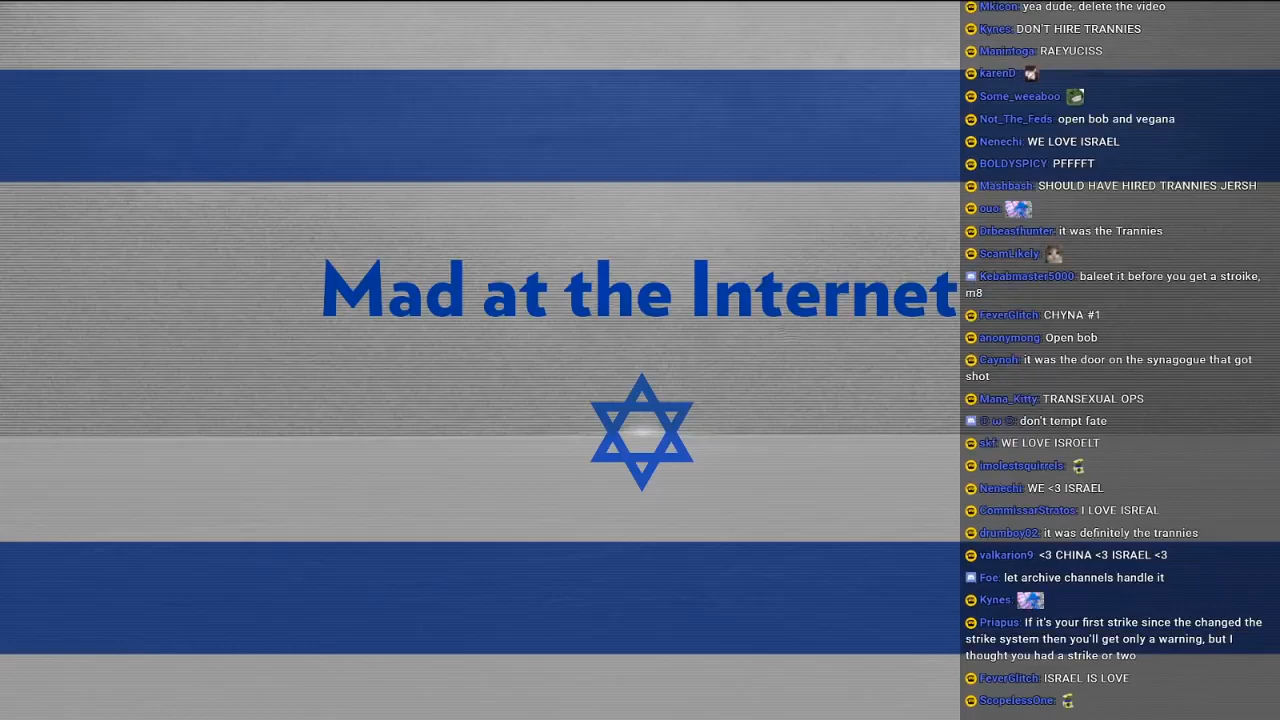 Mad at the Internet
Mkicon: yea dude, delete the video
Kynes: DON'T HIRE TRANNIES
Manintoga: RAEYUCISS
karenD:
Some_weeaboo:
Not_The_Feds: open bob and vegana
Nenechi: WE LOVE ISRAEL
BOLDYSPICY: PFFFFT
Mashbash: SHOULD HAVE HIRED TRANNIES JERSH
ouo:
Drbeasthunter: it was the Trannies
ScamLikely:
Kebabmaster5000: baleet it before you get a stroike,
m8
FeverGlitch: CHYNA #1
anonymong: Open bob
Caynoh: it was the door on the synagogue that got
shot
Mana_Kitty: TRANSEXUAL OPS
don't tempt fate
skf: WE LOVE ISROELT
imolestsquirrels:
Nenechi: WE <3 ISRAEL
CommissarStratos: I LOVE ISREAL
drumboy02: it was definitely the trannies
valkarion9: <3 CHINA <3 ISRAEL <3
Foe: let archive channels handle it
Kynes:
Priapus: If it's your first strike since the changed the
strike system then you'll get only a warning, but I
thought you had a strike or two
FeverGlitch: ISRAEL IS LOVE
ScopelessOne: